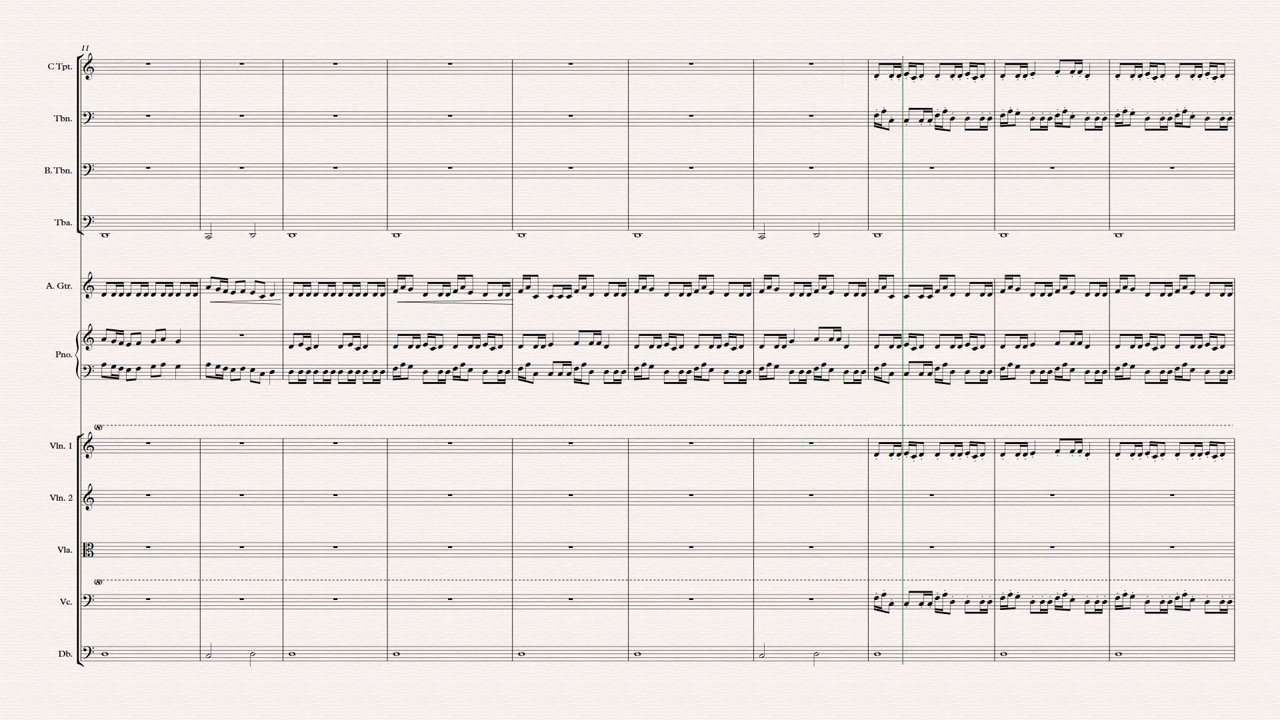 11
C Tpt.
Tbn.
B. Tbn.
Tba.
A. Gtr.
Pno.
Vln. 1
Vln. 2
Vla.
Vc.
Db.